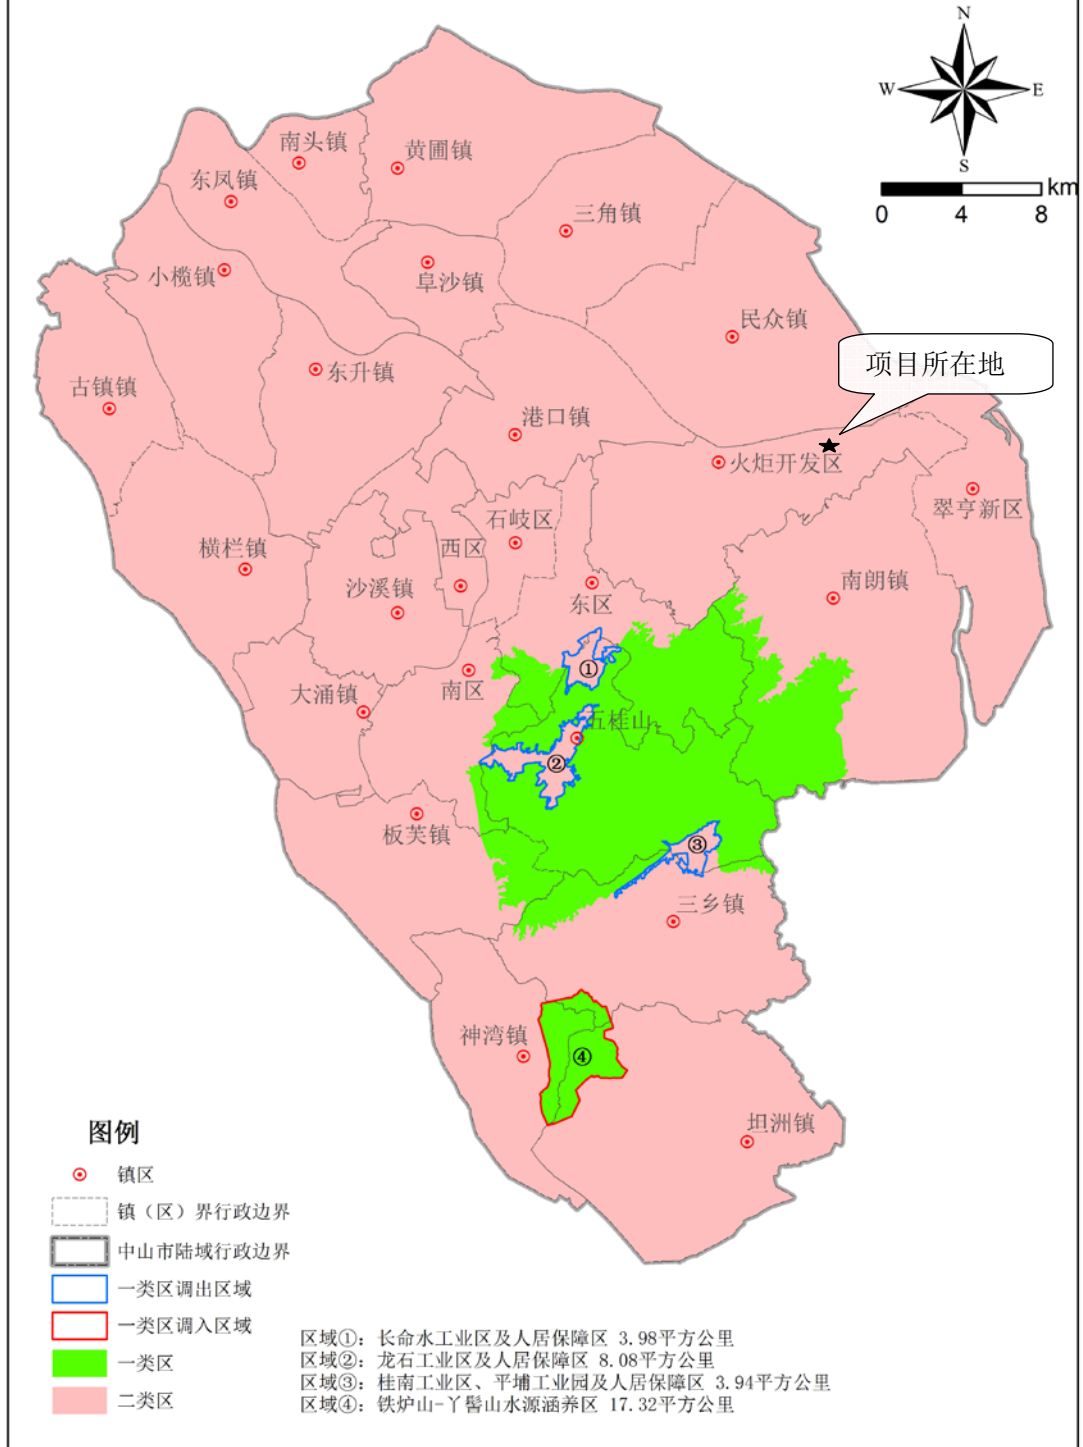 N
W E
S
km
0 4 8
南头镇
黄圃镇
东凤镇
三角镇
小榄镇
阜沙镇
民众镇
项目所在地
东升镇
古镇镇
港口镇
火炬开发区
翠亨新区
石岐区
横栏镇
西区
沙溪镇
南朗镇
东区
①
南区
大涌镇
五桂山
②
板芙镇
③
三乡镇
神湾镇
④
坦洲镇
图例
镇区
镇（区）界行政边界
中山市陆域行政边界
一类区调出区域
一类区调入区域
一类区
二类区
区域①：长命水工业区及人居保障区 3.98平方公里
区域②：龙石工业区及人居保障区 8.08平方公里
区域③：桂南工业区、平埔工业园及人居保障区 3.94平方公里
区域④：铁炉山-丫髻山水源涵养区 17.32平方公里